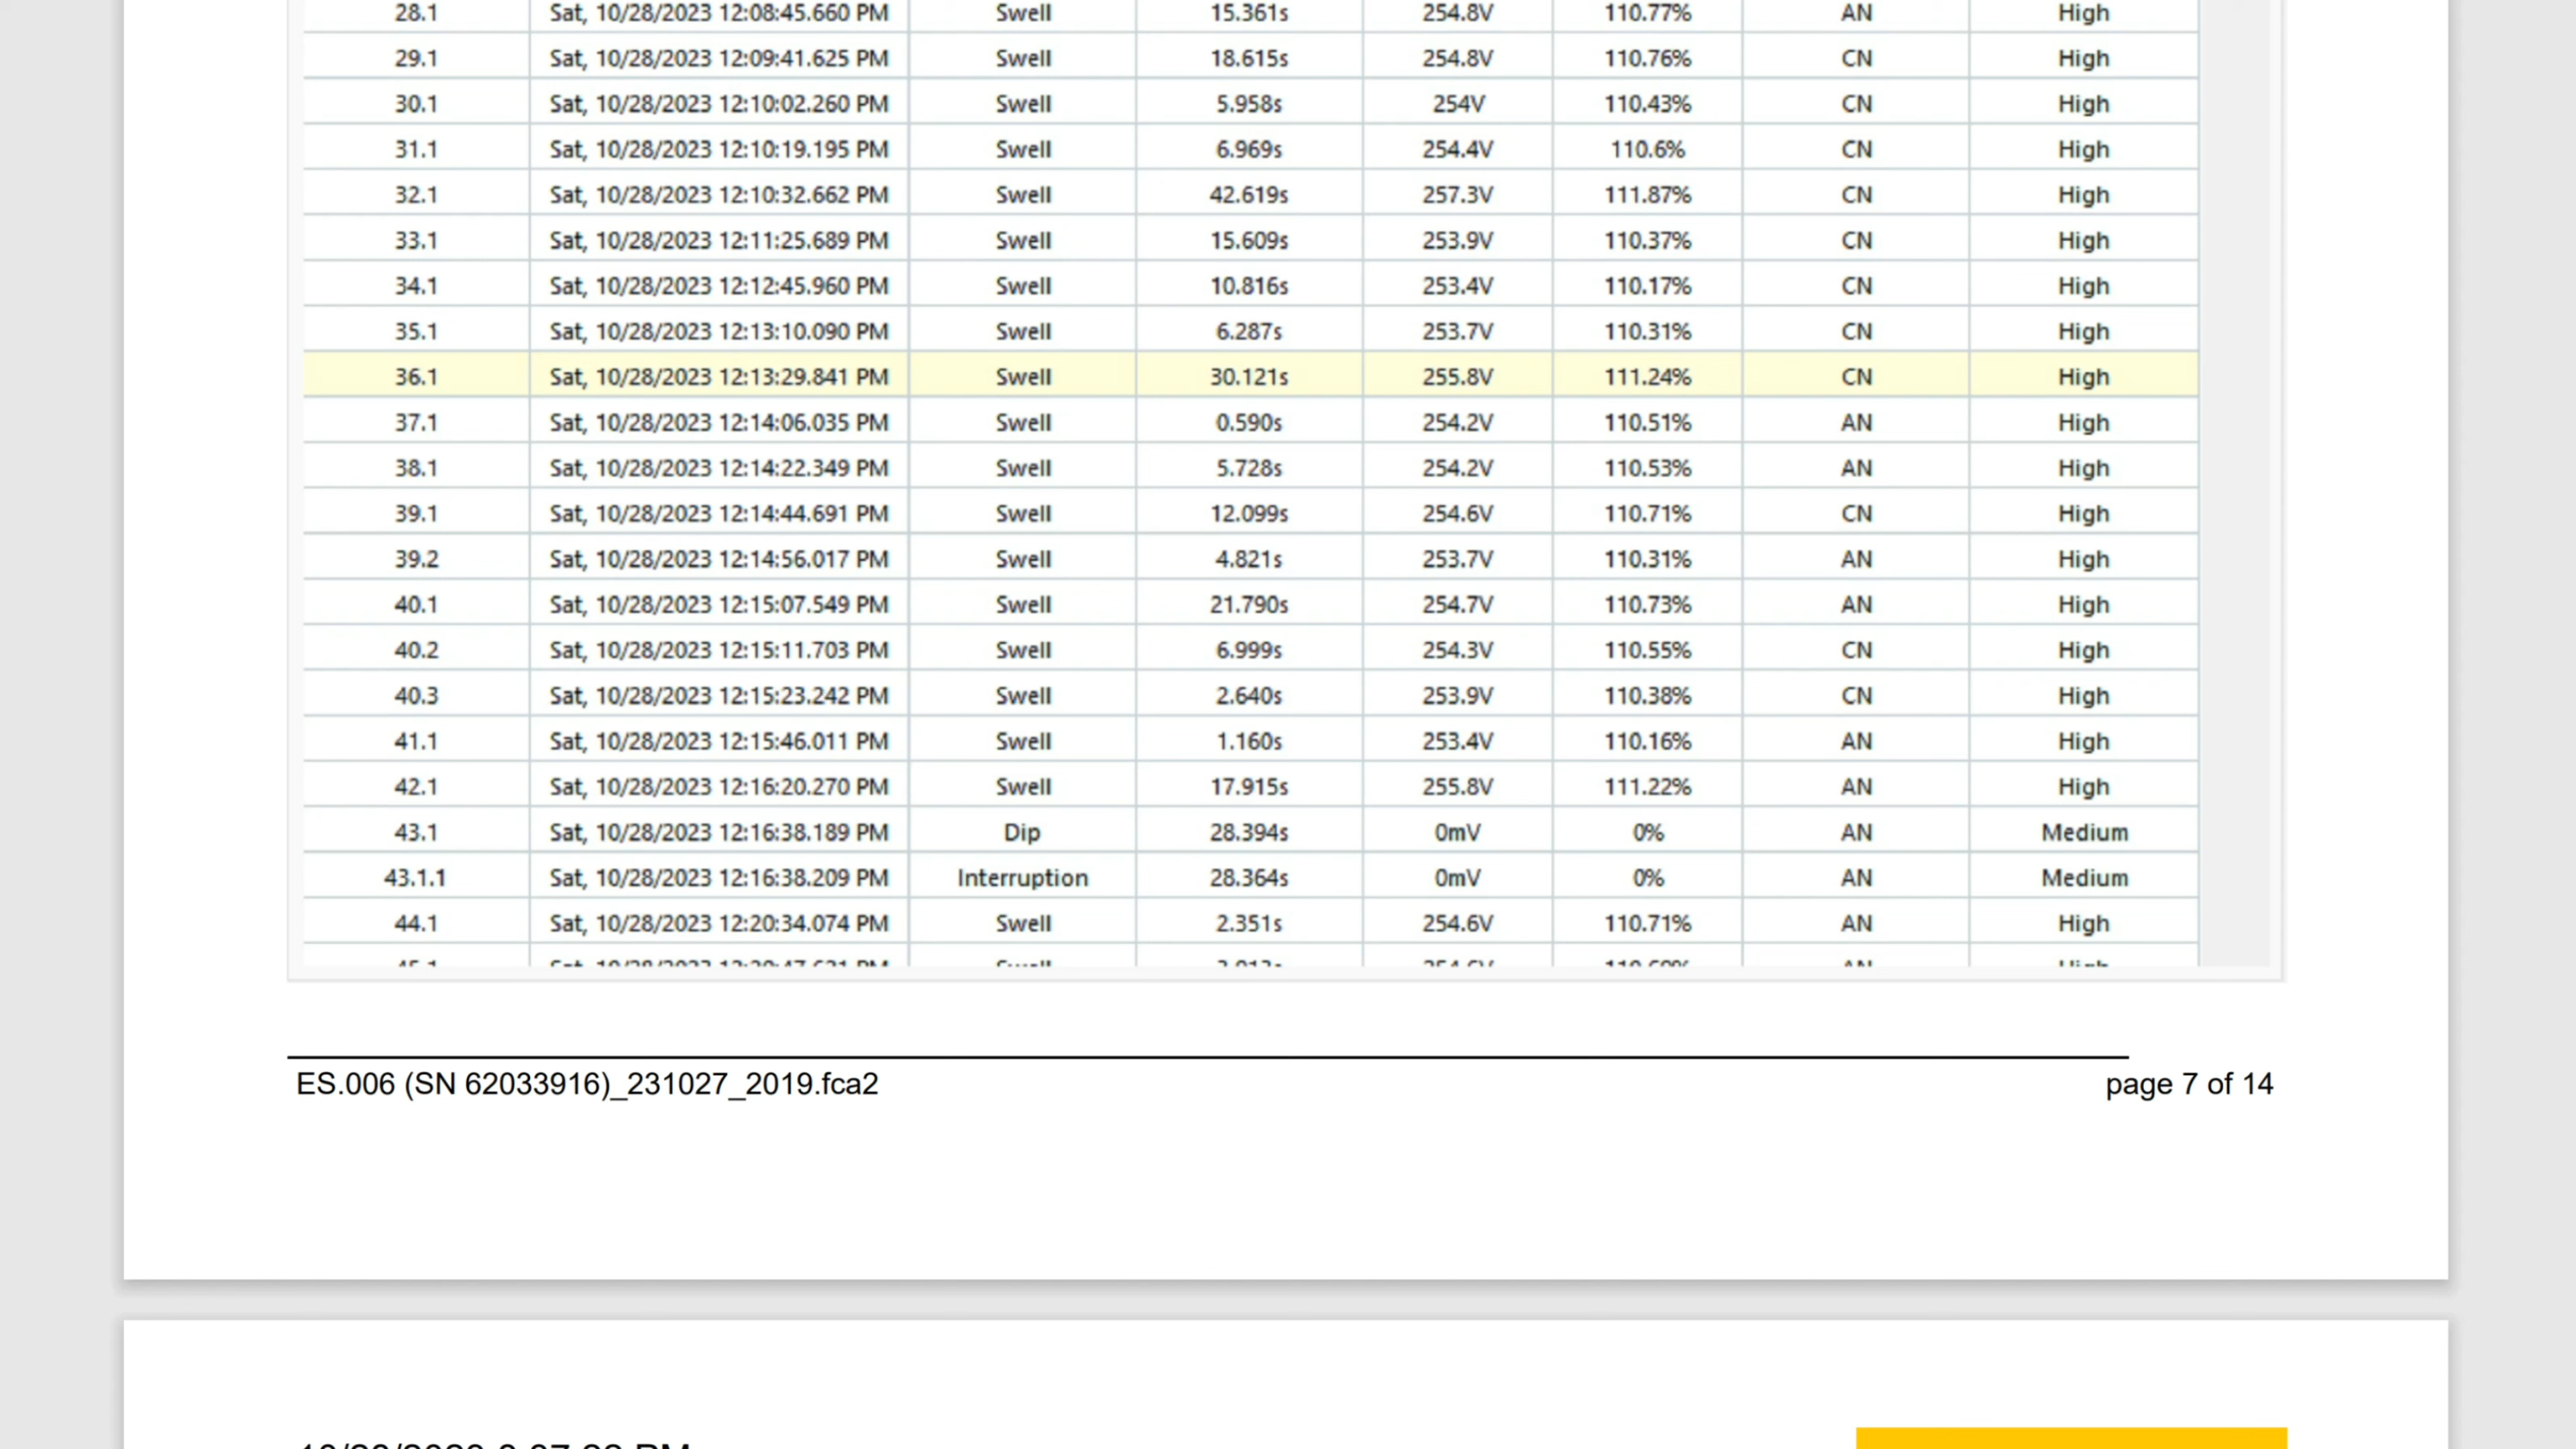 28.1 Sat, 10/28/2023 12:08:45.660 PM Swell 15.361s 254.8V 110.77% AN High
29.1 Sat, 10/28/2023 12:09:41.625 PM Swell 18.615s 254.8V 110.76% CN High
30.1 Sat, 10/28/2023 12:10:02.260 PM Swell 5.958s 254V 110.43% CN High
31.1 Sat, 10/28/2023 12:10:19.195 PM Swell 6.969s 254.4V 110.6% CN High
32.1 Sat, 10/28/2023 12:10:32.662 PM Swell 42.619s 257.3V 111.87% CN High
33.1 Sat, 10/28/2023 12:11:25.689 PM Swell 15.609s 253.9V 110.37% CN High
34.1 Sat, 10/28/2023 12:12:45.960 PM Swell 10.816s 253.4V 110.17% CN High
35.1 Sat, 10/28/2023 12:13:10.090 PM Swell 6.287s 253.7V 110.31% CN High
36.1 Sat, 10/28/2023 12:13:29.841 PM Swell 30.121s 255.8V 111.24% CN High
37.1 Sat, 10/28/2023 12:14:06.035 PM Swell 0.590s 254.2V 110.51% AN High
38.1 Sat, 10/28/2023 12:14:22.349 PM Swell 5.728s 254.2V 110.53% AN High
39.1 Sat, 10/28/2023 12:14:44.691 PM Swell 12.099s 254.6V 110.71% CN High
39.2 Sat, 10/28/2023 12:14:56.017 PM Swell 4.821s 253.7V 110.31% AN High
40.1 Sat, 10/28/2023 12:15:07.549 PM Swell 21.790s 254.7V 110.73% AN High
40.2 Sat, 10/28/2023 12:15:11.703 PM Swell 6.999s 254.3V 110.55% CN High
40.3 Sat, 10/28/2023 12:15:23.242 PM Swell 2.640s 253.9V 110.38% CN High
41.1 Sat, 10/28/2023 12:15:46.011 PM Swell 1.160s 253.4V 110.16% AN High
42.1 Sat, 10/28/2023 12:16:20.270 PM Swell 17.915s 255.8V 111.22% AN High
43.1 Sat, 10/28/2023 12:16:38.189 PM Dip 28.394s 0mV 0% AN Medium
43.1.1 Sat, 10/28/2023 12:16:38.209 PM Interruption 28.364s 0mV 0% AN Medium
44.1 Sat, 10/28/2023 12:20:34.074 PM Swell 2.351s 254.6V 110.71% AN High
ES.006 (SN 62033916)_231027_2019.fca2 page 7 of 14